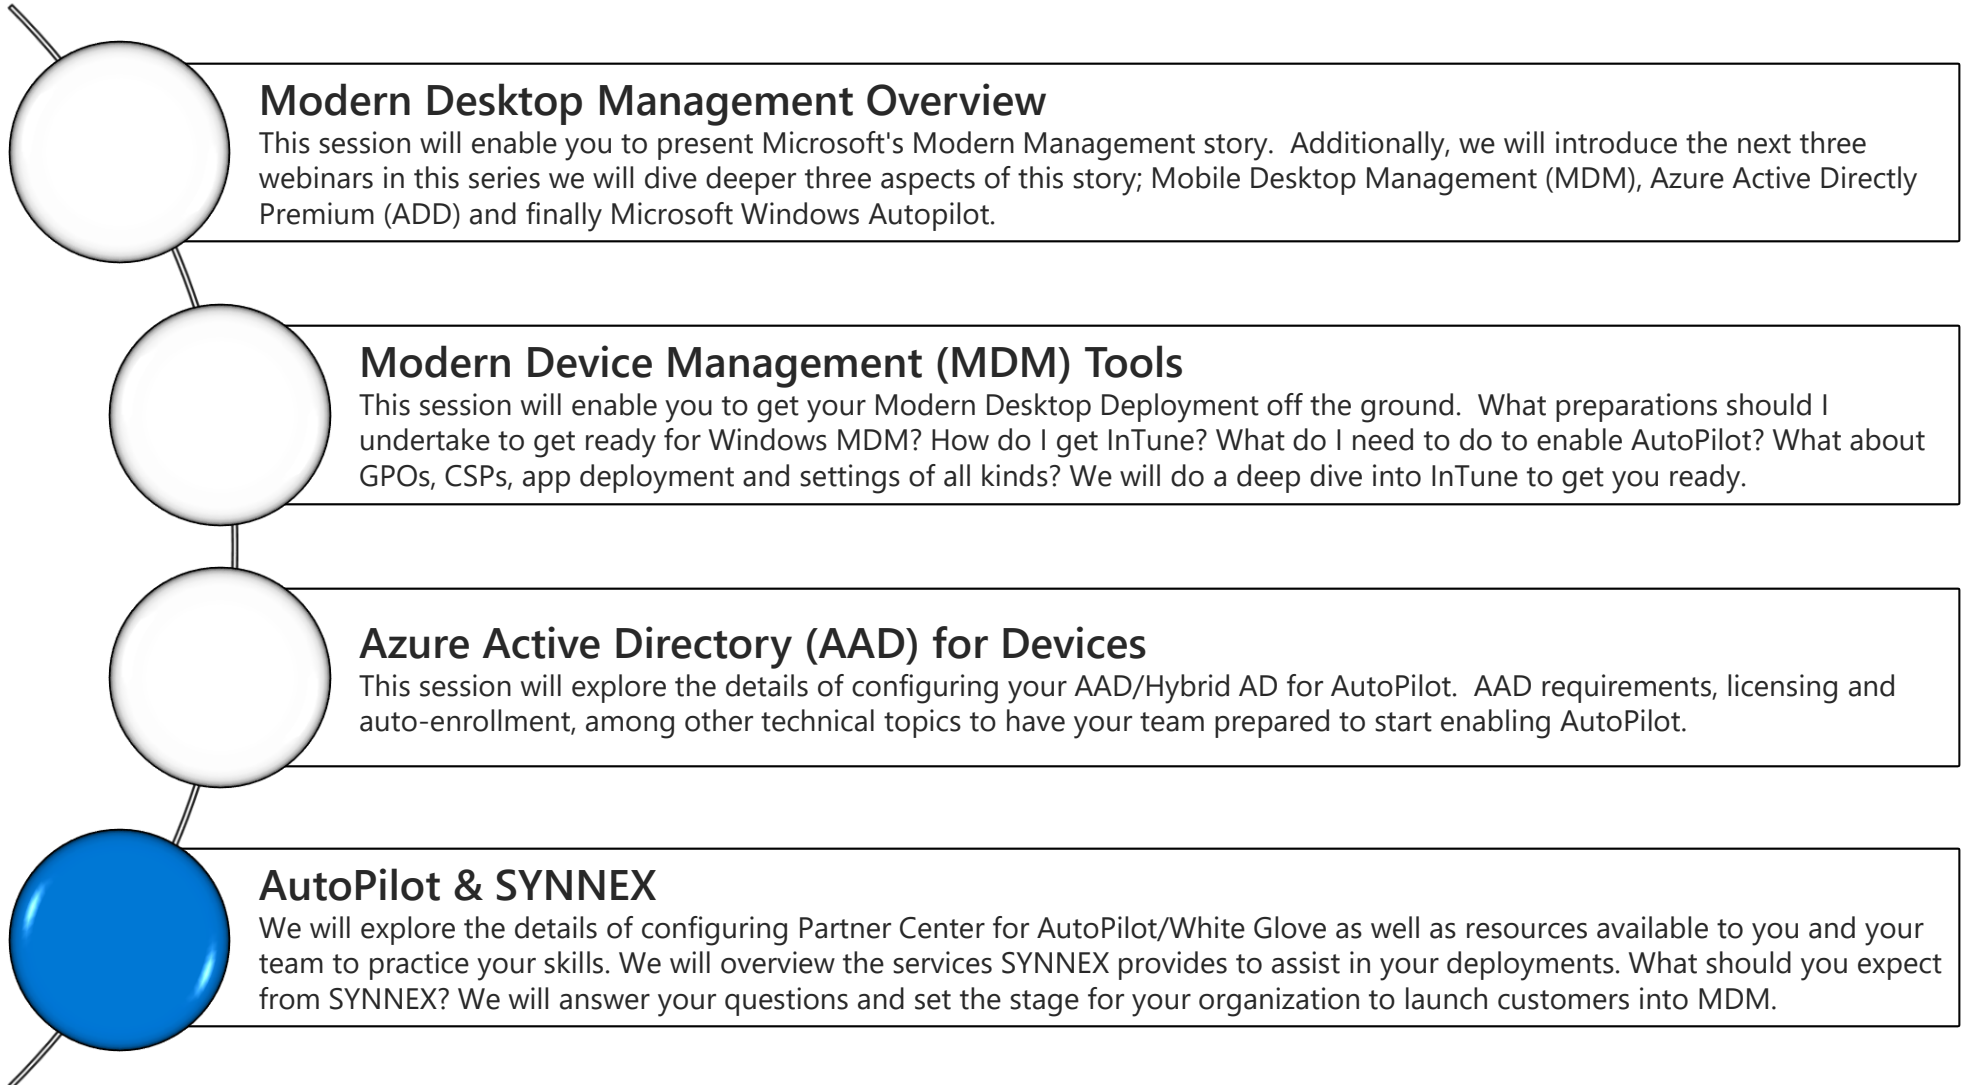 Modern Desktop Management Overview
This session will enable you to present Microsoft's Modern Management story.  Additionally, we will introduce the next three
webinars in this series we will dive deeper three aspects of this story; Mobile Desktop Management (MDM), Azure Active Directly
Premium (ADD) and finally Microsoft Windows Autopilot.
Modern Device Management (MDM) Tools
This session will enable you to get your Modern Desktop Deployment off the ground.  What preparations should I
undertake to get ready for Windows MDM? How do I get InTune? What do I need to do to enable AutoPilot? What about
GPOs, CSPs, app deployment and settings of all kinds? We will do a deep dive into InTune to get you ready.
Azure Active Directory (AAD) for Devices
This session will explore the details of configuring your AAD/Hybrid AD for AutoPilot.  AAD requirements, licensing and
auto-enrollment, among other technical topics to have your team prepared to start enabling AutoPilot.
AutoPilot & SYNNEX
We will explore the details of configuring Partner Center for AutoPilot/White Glove as well as resources available to you and your
team to practice your skills. We will overview the services SYNNEX provides to assist in your deployments. What should you expect
from SYNNEX? We will answer your questions and set the stage for your organization to launch customers into MDM.